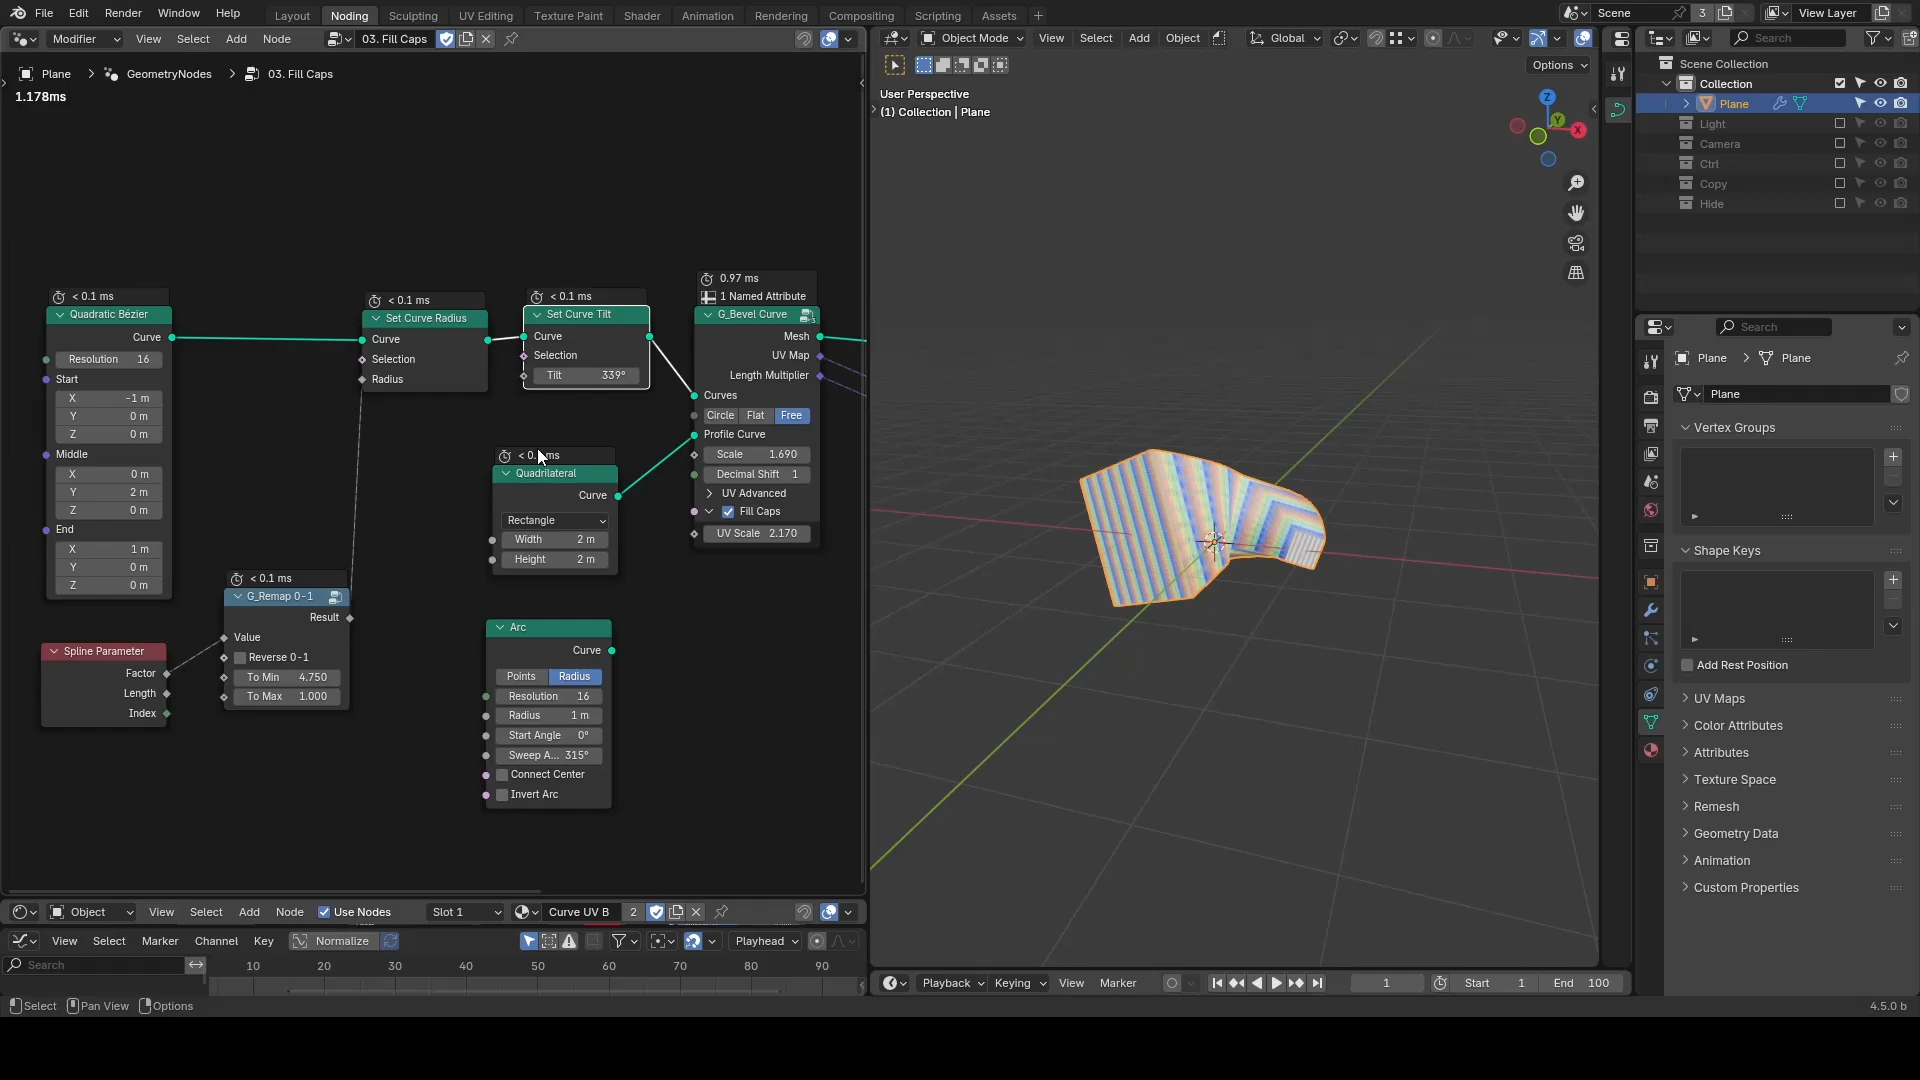 File Edit Render Window Help Layout Noding Sculpting UV Editing Texture Paint Shader Animation Rendering Compositing Scripting Assets Scene 3 View Layer
Modifier View Select Add Node 03. Fill Caps
Plane GeometryNodes 03. Fill Caps
1.178ms
< 0.1 ms
Quadratic Bézier
Curve
Resolution 16
Start
X -1 m
Y 0 m
Z 0 m
Middle
X 0 m
Y 2 m
Z 0 m
End
X 1 m
Y 0 m
Z 0 m
Spline Parameter
Factor
Length
Index
< 0.1 ms
G_Remap 0-1
Result
Value
Reverse 0-1
To Min 4.750
To Max 1.000
< 0.1 ms
Set Curve Radius
Curve
Selection
Radius
< 0.1 ms
Set Curve Tilt
Curve
Selection
Tilt 339°
Quadrilateral
Curve
Rectangle
Width 2 m
Height 2 m
Arc
Curve
Points Radius
Resolution 16
Radius 1 m
Start Angle 0°
Sweep A... 315°
Connect Center
Invert Arc
0.97 ms
1 Named Attribute
G_Bevel Curve
Mesh
UV Map
Length Multiplier
Curves
Circle Flat Free
Profile Curve
Scale 1.690
Decimal Shift 1
UV Advanced
Fill Caps
UV Scale 2.170
Object View Select Add Node Use Nodes Slot 1 Curve UV B 2
View Select Marker Channel Key Normalize Playhead
Search 10 20 30 40 50 60 70 80 90
Select Pan View Options
Object Mode View Select Add Object Global
Options
User Perspective
(1) Collection | Plane
Z
Y
X
Playback Keying View Marker 1 Start 1 End 100
Search
Scene Collection
Collection
Plane
Light
Camera
Ctrl
Copy
Hide
Search
Plane Plane
Plane
Vertex Groups
Shape Keys
Add Rest Position
UV Maps
Color Attributes
Attributes
Texture Space
Remesh
Geometry Data
Animation
Custom Properties
4.5.0 b